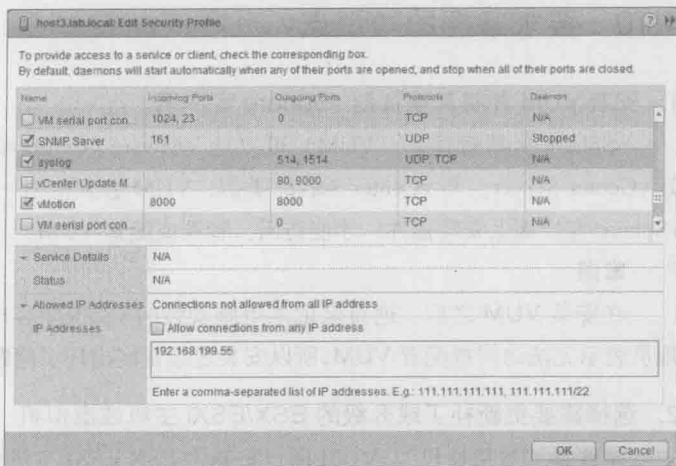 host3.lab.local: Edit Security Profile
To provide access to a service or client, check the corresponding box.
By default, daemons will start automatically when any of their ports are opened, and stop when all of their ports are closed.
Name Incoming Ports Outgoing Ports Protocols Daemon
VM serial port con... 1024, 23 0 TCP N/A
SNMP Server 161 UDP Stopped
syslog 514, 1514 UDP, TCP N/A
vCenter Update M... 80, 9000 TCP N/A
vMotion 8000 8000 TCP N/A
VM serial port con... 0 TCP N/A
Service Details N/A
Status N/A
Allowed IP Addresses Connections not allowed from all IP address
IP Addresses Allow connections from any IP address
192.168.199.55
Enter a comma-separated list of IP addresses. E.g.: 111.111.111.111, 111.111.111/22
OK Cancel